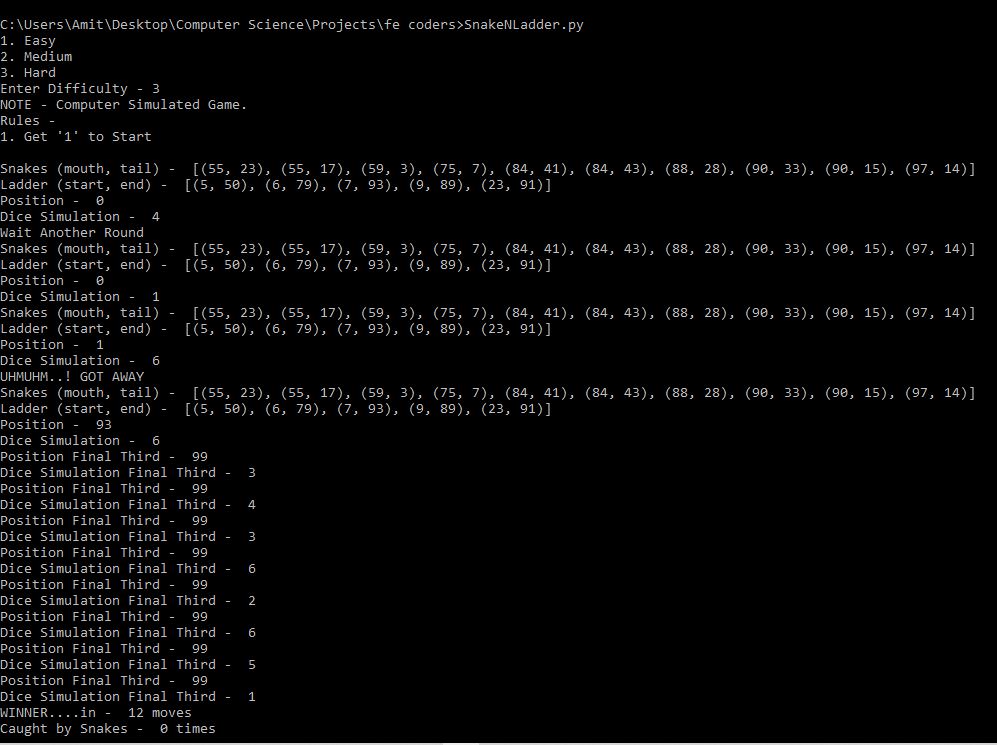 C:\Users\Amit\Desktop\Computer Science\Projects\fe coders>SnakeNLadder.py
1. Easy
2. Medium
3. Hard
Enter Difficulty - 3
NOTE - Computer Simulated Game.
Rules -
1. Get '1' to Start
Snakes (mouth, tail) -  [(55, 23), (55, 17), (59, 3), (75, 7), (84, 41), (84, 43), (88, 28), (90, 33), (90, 15), (97, 14)]
Ladder (start, end) -  [(5, 50), (6, 79), (7, 93), (9, 89), (23, 91)]
Position -  0
Dice Simulation -  4
Wait Another Round
Snakes (mouth, tail) -  [(55, 23), (55, 17), (59, 3), (75, 7), (84, 41), (84, 43), (88, 28), (90, 33), (90, 15), (97, 14)]
Ladder (start, end) -  [(5, 50), (6, 79), (7, 93), (9, 89), (23, 91)]
Position -  0
Dice Simulation -  1
Snakes (mouth, tail) -  [(55, 23), (55, 17), (59, 3), (75, 7), (84, 41), (84, 43), (88, 28), (90, 33), (90, 15), (97, 14)]
Ladder (start, end) -  [(5, 50), (6, 79), (7, 93), (9, 89), (23, 91)]
Position -  1
Dice Simulation -  6
UHMUHM..! GOT AWAY
Snakes (mouth, tail) -  [(55, 23), (55, 17), (59, 3), (75, 7), (84, 41), (84, 43), (88, 28), (90, 33), (90, 15), (97, 14)]
Ladder (start, end) -  [(5, 50), (6, 79), (7, 93), (9, 89), (23, 91)]
Position -  93
Dice Simulation -  6
Position Final Third -  99
Dice Simulation Final Third -  3
Position Final Third -  99
Dice Simulation Final Third -  4
Position Final Third -  99
Dice Simulation Final Third -  3
Position Final Third -  99
Dice Simulation Final Third -  6
Position Final Third -  99
Dice Simulation Final Third -  2
Position Final Third -  99
Dice Simulation Final Third -  6
Position Final Third -  99
Dice Simulation Final Third -  5
Position Final Third -  99
Dice Simulation Final Third -  1
WINNER....in -  12 moves
Caught by Snakes -  0 times